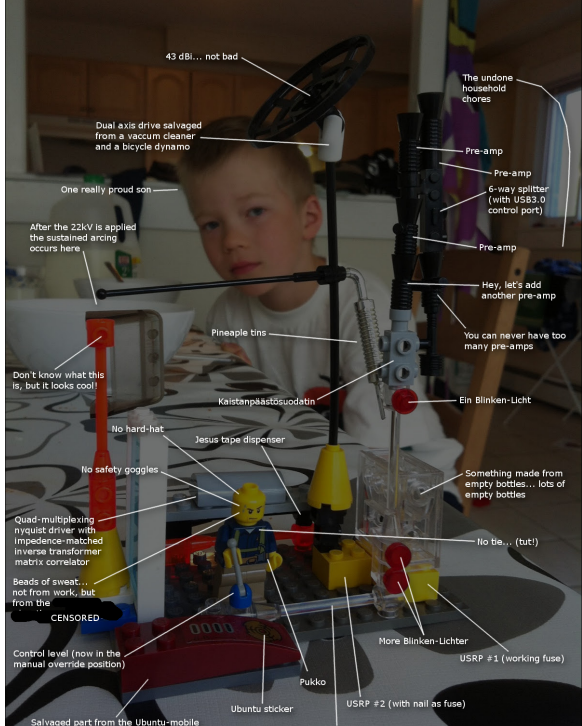 43 dBi... not bad
The undone
household
chores
Dual axis drive salvaged
from a vaccum cleaner
and a bicycle dynamo
Pre-amp
Pre-amp
One really proud son
6-way splitter
(with USB3.0
control port)
After the 22kV is applied
the sustained arcing
occurs here
Pre-amp
Hey, let's add
another pre-amp
Pineaple tins
You can never have too
many pre-amps
Don't know what this
is, but it looks cool!
Kaistanpäästösuodatin
Ein Blinken-Licht
No hard-hat
Jesus tape dispenser
No safety goggles
Something made from
empty bottles... lots of
empty bottles
Quad-multiplexing
nyquist driver with
impedence-matched
inverse transformer
matrix correlator
No tie... (tut!)
Beads of sweat...
not from work, but
from the
CENSORED
More Blinken-Lichter
Control level (now in the
manual override position)
USRP #1 (working fuse)
Pukko
USRP #2 (with nail as fuse)
Ubuntu sticker
Salvaged part from the Ubuntu-mobile